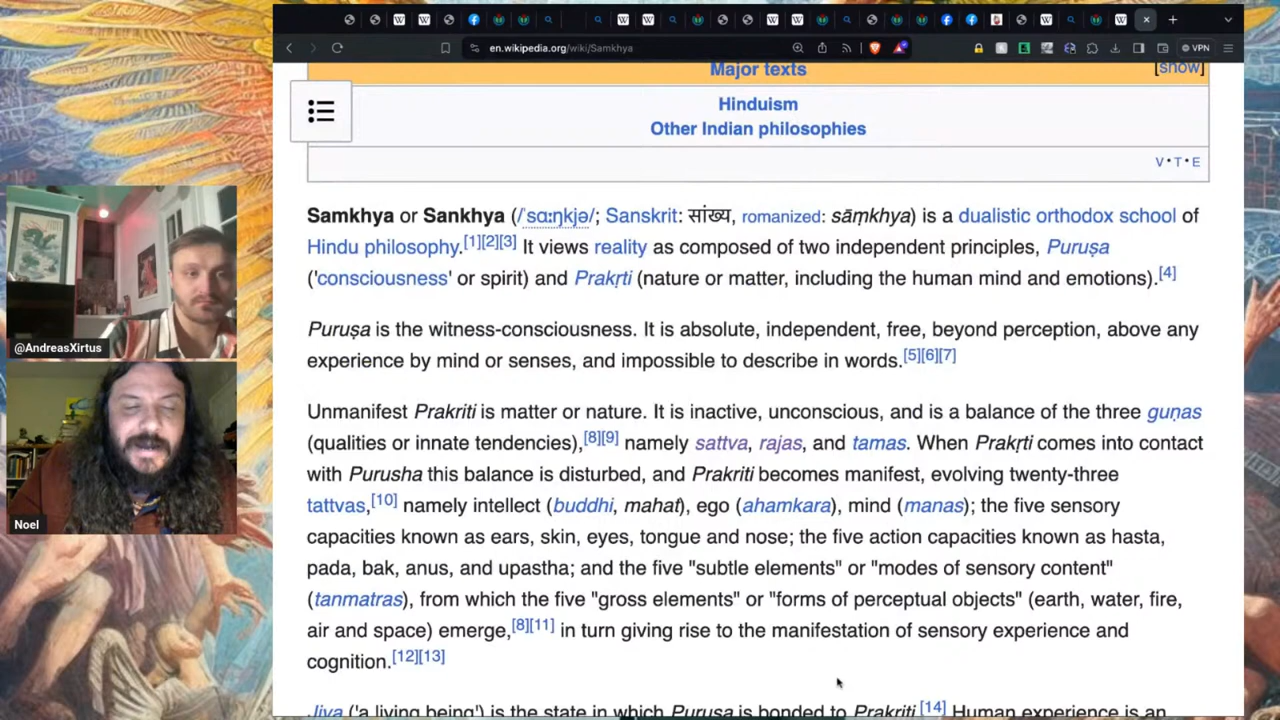 en.wikipedia.org/wiki/Samkhya
VPN
Major texts
[show]
Hinduism
Other Indian philosophies
V • T • E
Samkhya or Sankhya (/ˈsɑːŋkjə/; Sanskrit: सांख्य, romanized: sāṃkhya) is a dualistic orthodox school of
Hindu philosophy.[1][2][3] It views reality as composed of two independent principles, Puruṣa
('consciousness' or spirit) and Prakṛti (nature or matter, including the human mind and emotions).[4]
Puruṣa is the witness-consciousness. It is absolute, independent, free, beyond perception, above any
experience by mind or senses, and impossible to describe in words.[5][6][7]
Unmanifest Prakriti is matter or nature. It is inactive, unconscious, and is a balance of the three guṇas
(qualities or innate tendencies),[8][9] namely sattva, rajas, and tamas. When Prakṛti comes into contact
with Purusha this balance is disturbed, and Prakriti becomes manifest, evolving twenty-three
tattvas,[10] namely intellect (buddhi, mahat), ego (ahamkara), mind (manas); the five sensory
capacities known as ears, skin, eyes, tongue and nose; the five action capacities known as hasta,
pada, bak, anus, and upastha; and the five "subtle elements" or "modes of sensory content"
(tanmatras), from which the five "gross elements" or "forms of perceptual objects" (earth, water, fire,
air and space) emerge,[8][11] in turn giving rise to the manifestation of sensory experience and
cognition.[12][13]
Jiva ('a living being') is the state in which Puruṣa is bonded to Prakriti.[14] Human experience is an
@AndreasXirtus
Noel